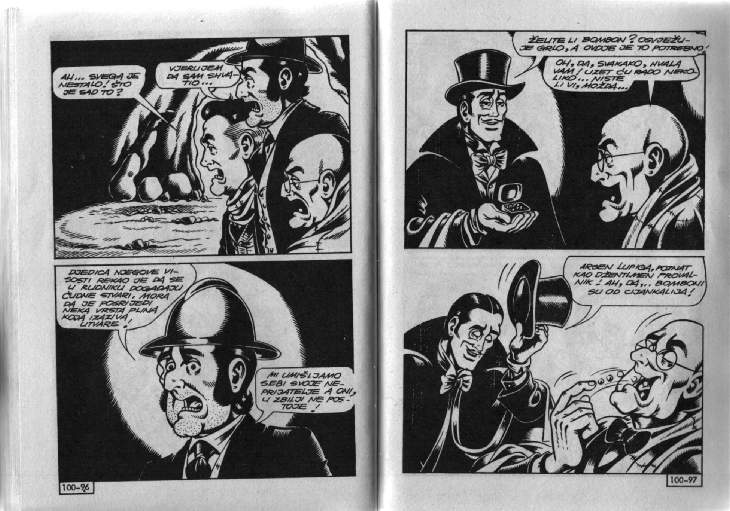 AH... SVEGA JE
NESTALO! ŠTO
JE SAD TO?
VJERUJEM
DA SAM SHVA-
TIO...
DJEDICA NJEGOVE VI-
SOSTI REKAO JE DA SE
U RUDNIKU DOGAĐAJU
ČUDNE STVARI. MORA
DA JE POSRIJEDI
NEKA VRSTA PLINA
KOJA IZAZIVA
UTVARE!
MI UMIŠLJAMO
SEBI SVOJE NE-
PRIJATELJE A ONI,
U ZBILJI NE POS-
TOJE!
100-96
ŽELITE LI BOMBON? OSVJEŽU-
JE GRLO, A OVDJE JE TO POTREBNO!
OH, DA, SVAKAKO, HVALA
VAM! UZET ĆU RADO NEKO-
LIKO... NISTE
LI VI, MOŽDA...
ARSEN LUPIGA, POZNAT
KAO DŽENTLMEN PROVAL-
NIK! AH, DA,.. BOMBONI
SU OD CIJANKALIJA!
100-97